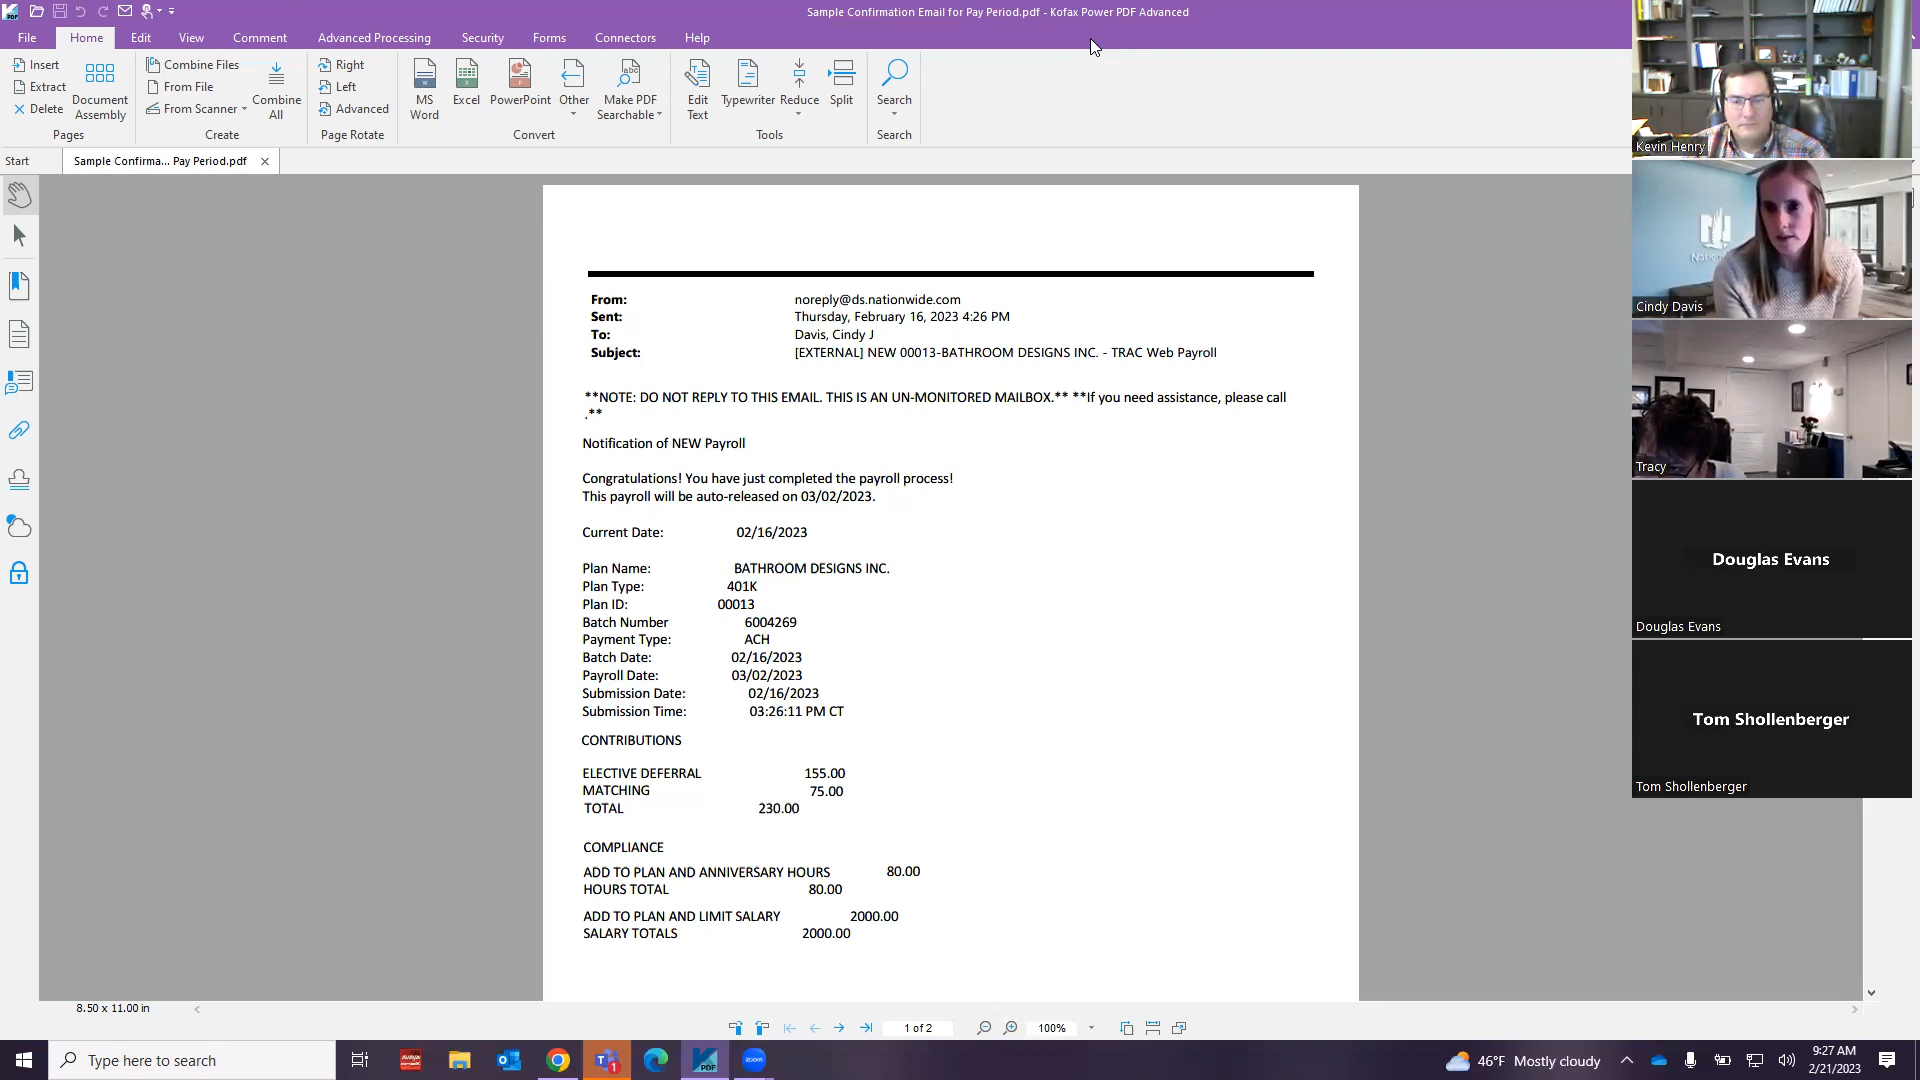 Sample Confirmation Email for Pay Period.pdf - Kofax Power PDF Advanced
File Home Edit View Comment Advanced Processing Security Forms Connectors Help
Insert
Extract
Delete
Document Assembly
Pages
Combine Files
From File
From Scanner
Combine All
Create
Right
Left
Advanced
Page Rotate
MS Word
Excel
PowerPoint
Other
Make PDF Searchable
Convert
Edit Text
Typewriter
Reduce
Split
Tools
Search
Search
Start
Sample Confirma... Pay Period.pdf
From: noreply@ds.nationwide.com
Sent: Thursday, February 16, 2023 4:26 PM
To: Davis, Cindy J
Subject: [EXTERNAL] NEW 00013-BATHROOM DESIGNS INC. - TRAC Web Payroll
**NOTE: DO NOT REPLY TO THIS EMAIL. THIS IS AN UN-MONITORED MAILBOX.** **If you need assistance, please call
.**
Notification of NEW Payroll
Congratulations! You have just completed the payroll process!
This payroll will be auto-released on 03/02/2023.
Current Date: 02/16/2023
Plan Name: BATHROOM DESIGNS INC.
Plan Type: 401K
Plan ID: 00013
Batch Number 6004269
Payment Type: ACH
Batch Date: 02/16/2023
Payroll Date: 03/02/2023
Submission Date: 02/16/2023
Submission Time: 03:26:11 PM CT
CONTRIBUTIONS
ELECTIVE DEFERRAL 155.00
MATCHING 75.00
TOTAL 230.00
COMPLIANCE
ADD TO PLAN AND ANNIVERSARY HOURS 80.00
HOURS TOTAL 80.00
ADD TO PLAN AND LIMIT SALARY 2000.00
SALARY TOTALS 2000.00
Kevin Henry
Cindy Davis
Tracy
Douglas Evans
Douglas Evans
Tom Shollenberger
Tom Shollenberger
8.50 x 11.00 in
1 of 2
100%
Type here to search
zoom
46°F Mostly cloudy
9:27 AM
2/21/2023